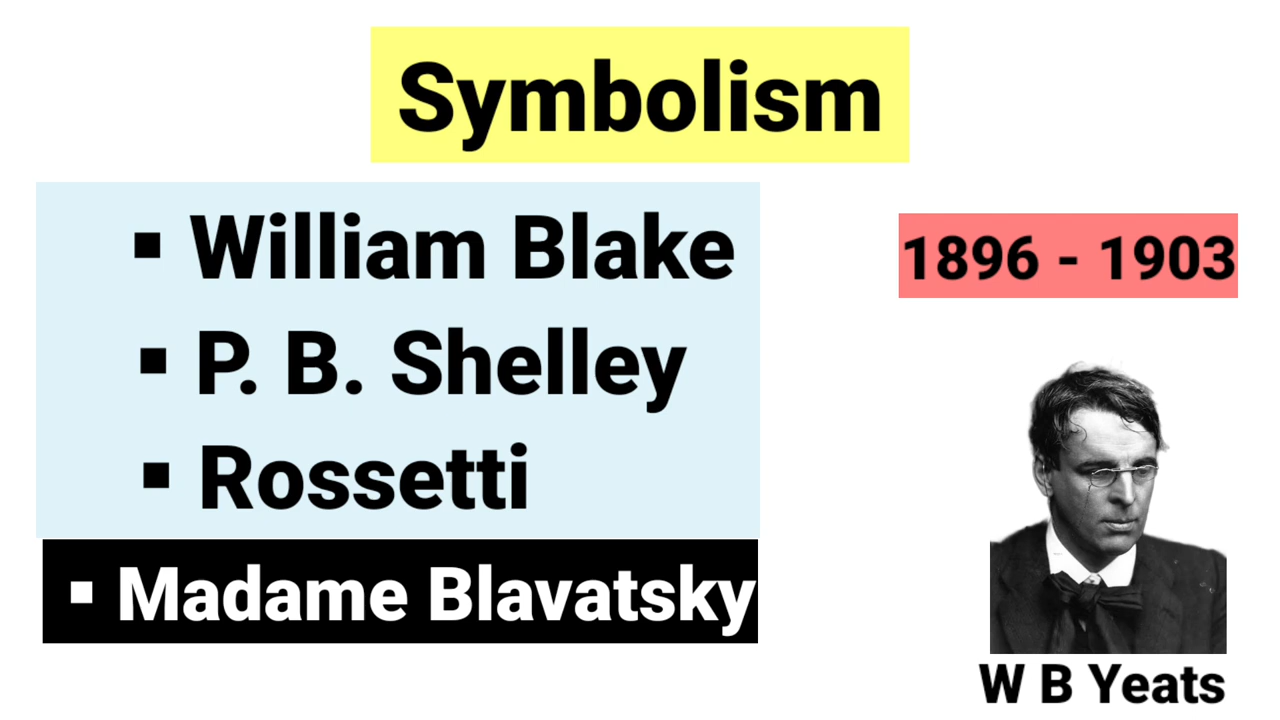 Symbolism
▪ William Blake
▪ P. B. Shelley
▪ Rossetti
▪ Madame Blavatsky
1896 - 1903
W B Yeats